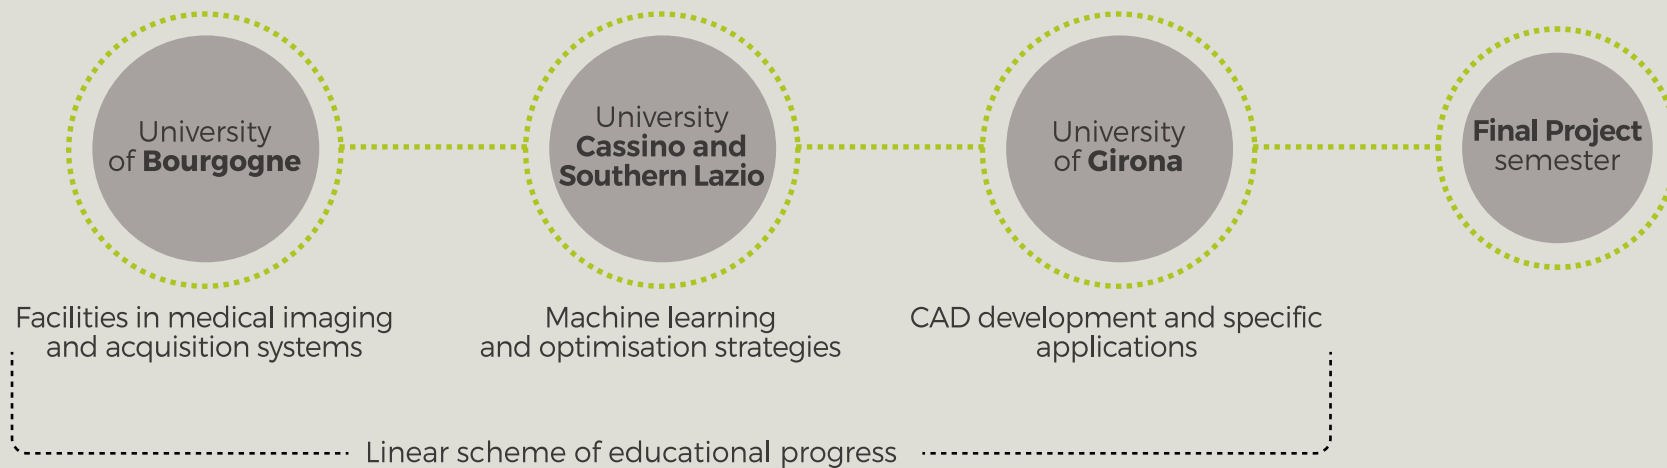 University
of Bourgogne
University
Cassino and
Southern Lazio
University
of Girona
Final Project
semester
Facilities in medical imaging
and acquisition systems
Machine learning
and optimisation strategies
CAD development and specific
applications
Linear scheme of educational progress